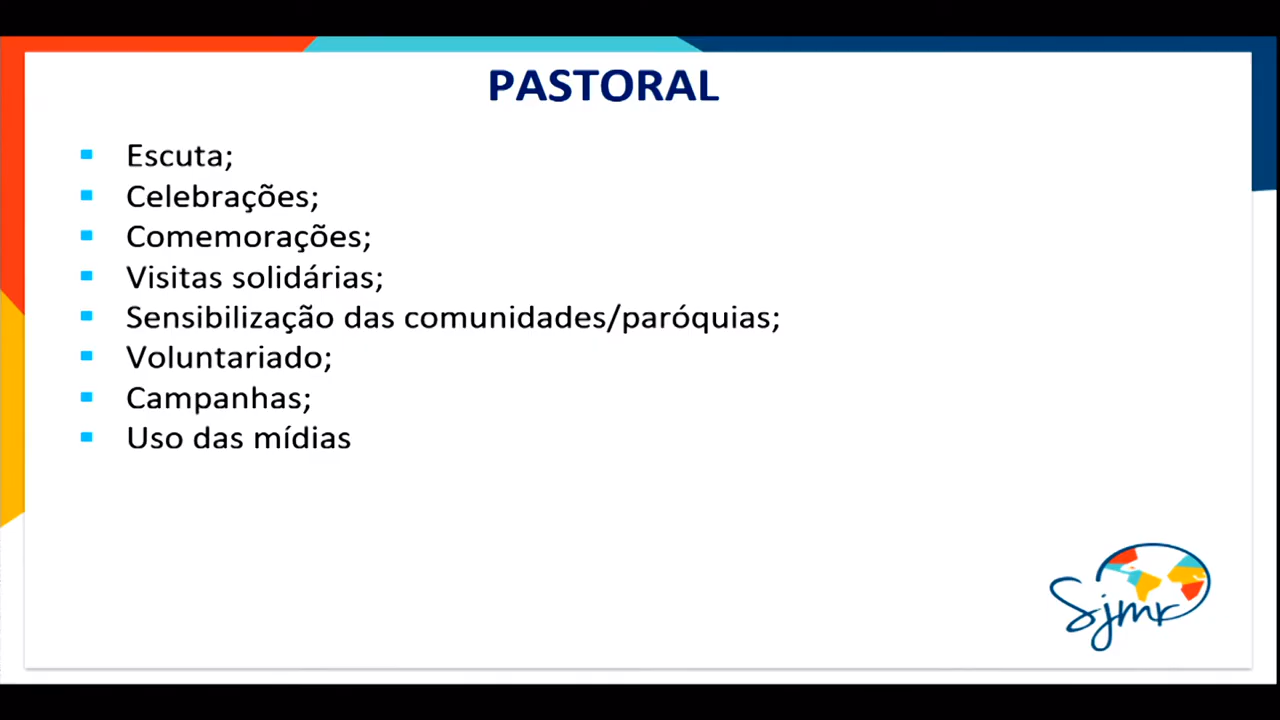 PASTORAL
Escuta;
Celebrações;
Comemorações;
Visitas solidárias;
Sensibilização das comunidades/paróquias;
Voluntariado;
Campanhas;
Uso das mídias
Sjmr